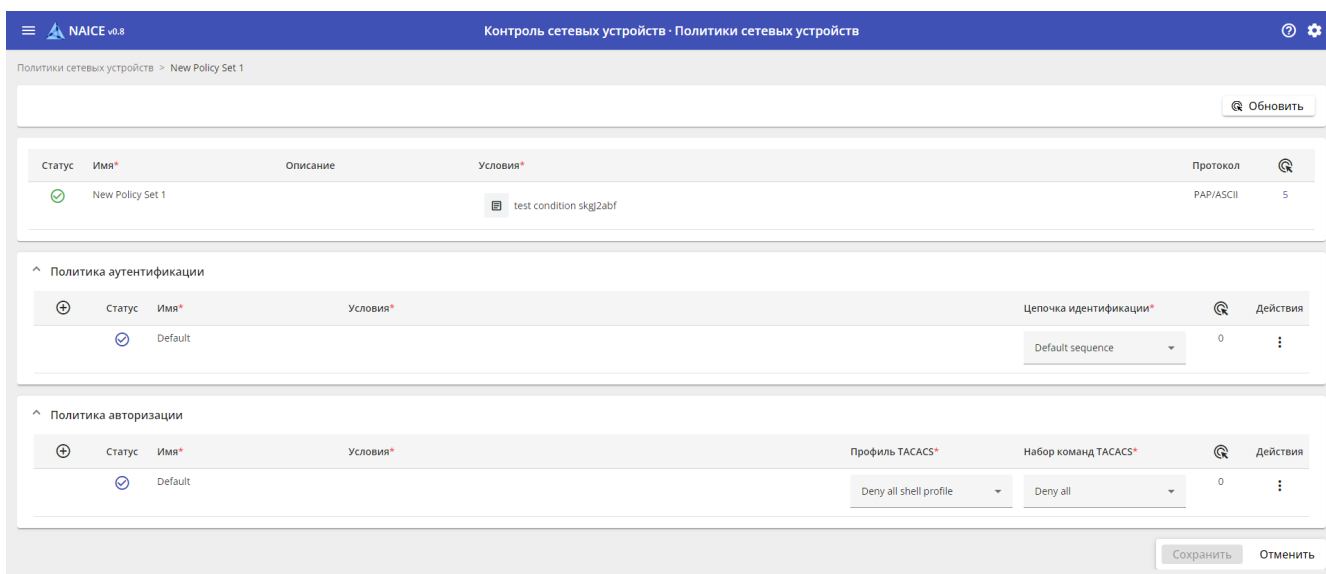 NAICE v0.8
Контроль сетевых устройств · Политики сетевых устройств
Политики сетевых устройств > New Policy Set 1
Обновить
Статус Имя* Описание Условия* Протокол
New Policy Set 1 test condition skgJ2abf PAP/ASCII 5
Политика аутентификации
Статус Имя* Условия* Цепочка идентификации* Действия
Default Default sequence 0
Политика авторизации
Статус Имя* Условия* Профиль TACACS* Набор команд TACACS* Действия
Default Deny all shell profile Deny all 0
Сохранить Отменить